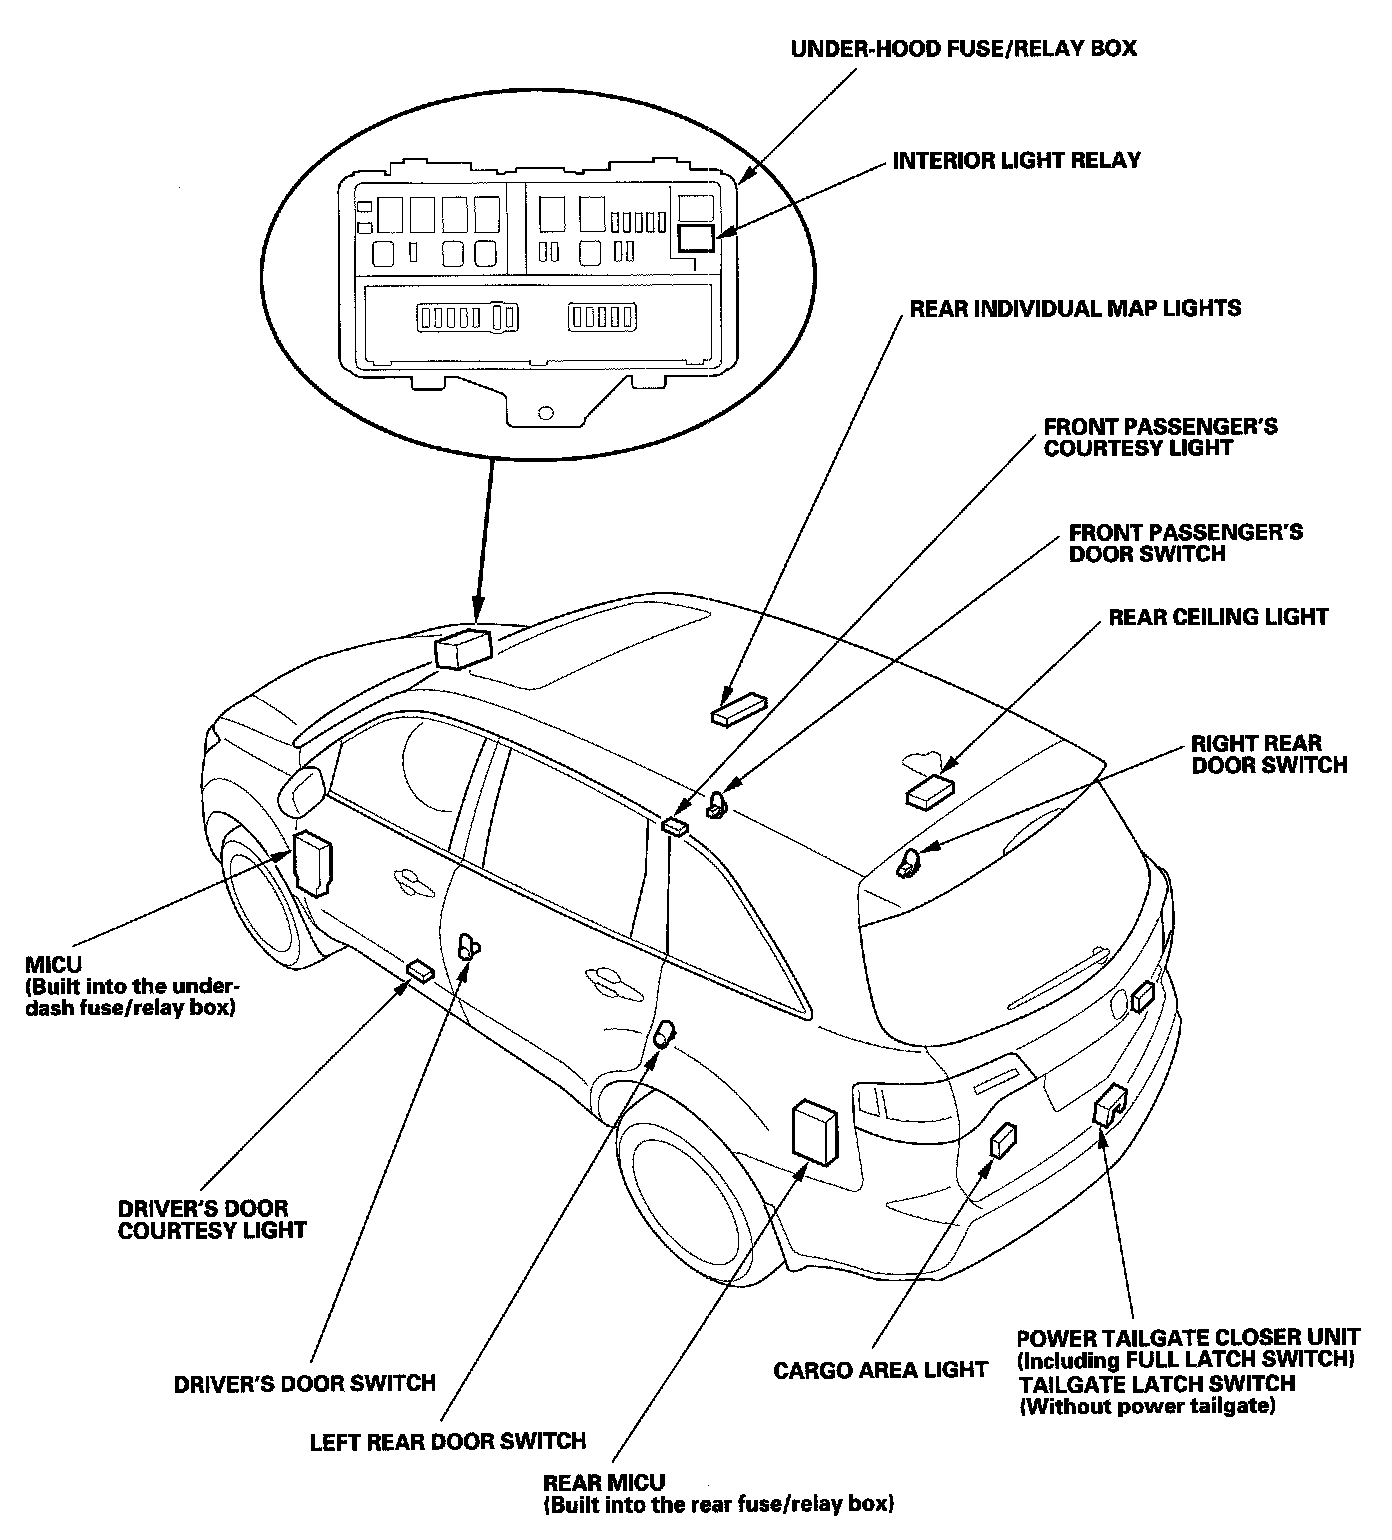 UNDER-HOOD FUSE/RELAY BOX
INTERIOR LIGHT RELAY
REAR INDIVIDUAL MAP LIGHTS
FRONT PASSENGER'S
COURTESY LIGHT
FRONT PASSENGER'S
DOOR SWITCH
REAR CEILING LIGHT
RIGHT REAR
DOOR SWITCH
MICU
(Built into the under-
dash fuse/relay box)
DRIVER'S DOOR
COURTESY LIGHT
DRIVER'S DOOR SWITCH
LEFT REAR DOOR SWITCH
REAR MICU
(Built into the rear fuse/relay box)
CARGO AREA LIGHT
POWER TAILGATE CLOSER UNIT
(Including FULL LATCH SWITCH)
TAILGATE LATCH SWITCH
(Without power tailgate)